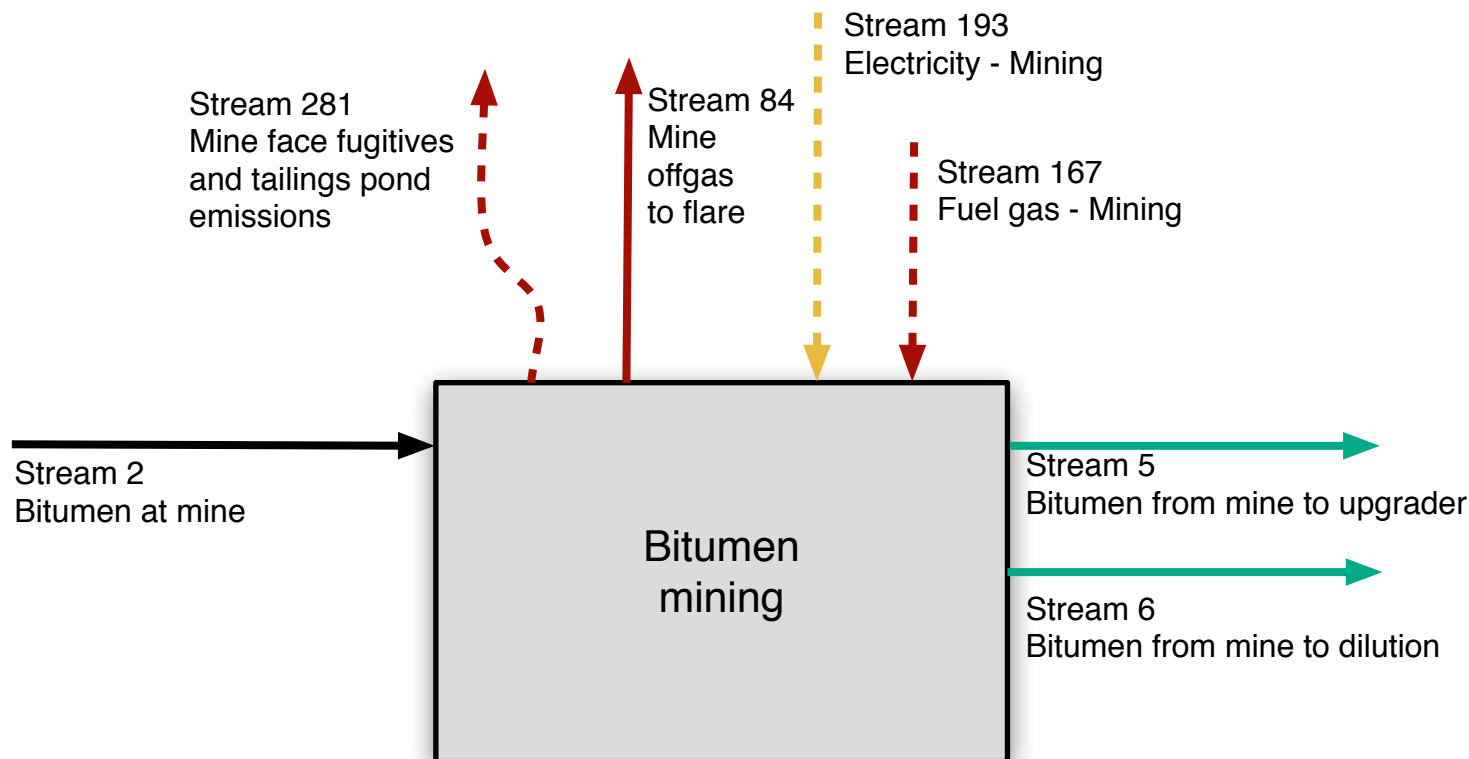 Stream 193
Electricity - Mining
Stream 281
Mine face fugitives
and tailings pond
emissions
Stream 84
Mine
offgas
to flare
Stream 167
Fuel gas - Mining
Stream 2
Bitumen at mine
Stream 5
Bitumen from mine to upgrader
Bitumen
mining
Stream 6
Bitumen from mine to dilution